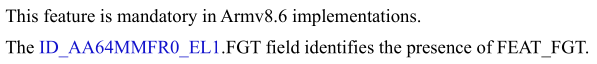 This feature is mandatory in Armv8.6 implementations.
The ID_AA64MMFR0_EL1.FGT field identifies the presence of FEAT_FGT.